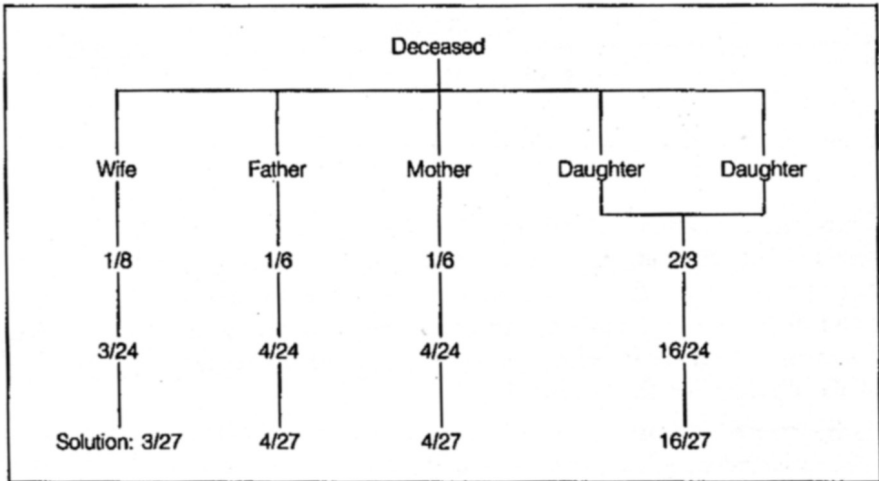 Deceased
Wife Father Mother Daughter Daughter
1/8 1/6 1/6 2/3
3/24 4/24 4/24 16/24
Solution: 3/27 4/27 4/27 16/27